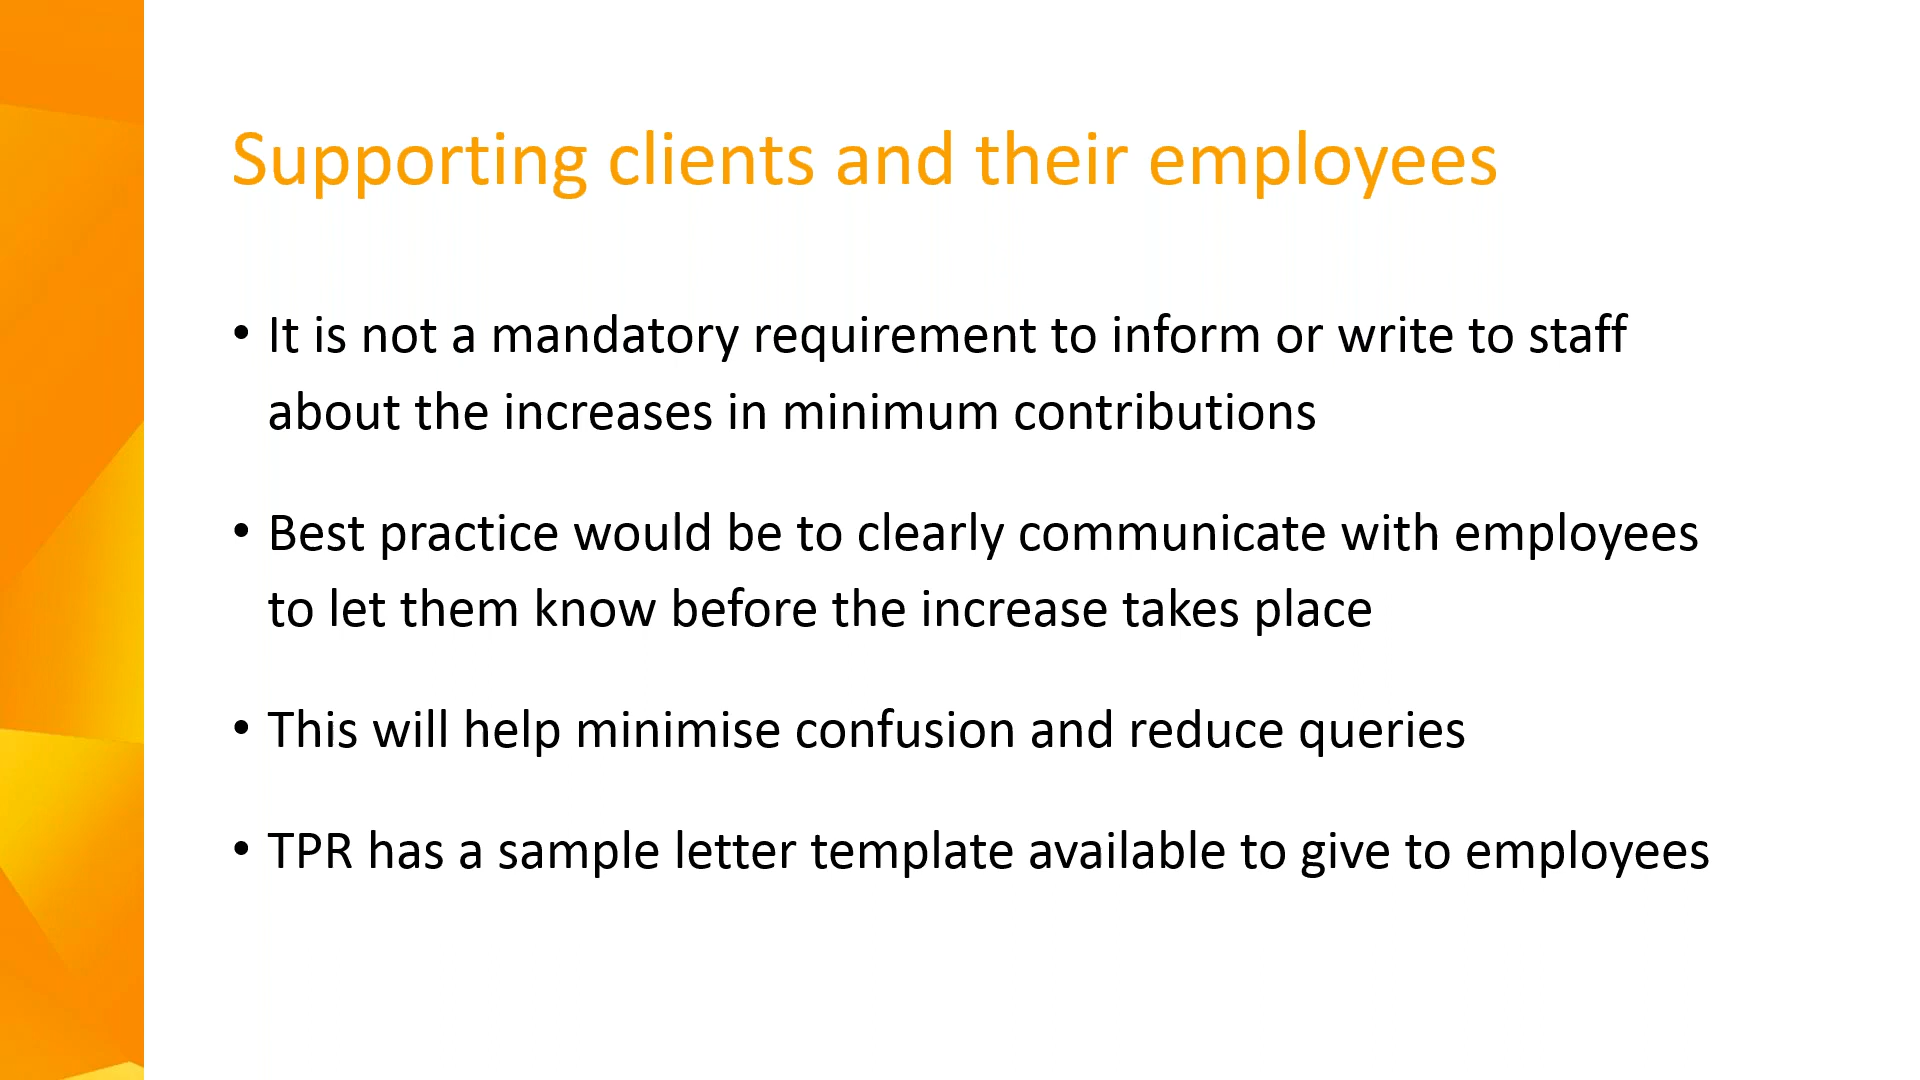 Supporting clients and their employees
• It is not a mandatory requirement to inform or write to staff
about the increases in minimum contributions
• Best practice would be to clearly communicate with employees
to let them know before the increase takes place
• This will help minimise confusion and reduce queries
• TPR has a sample letter template available to give to employees